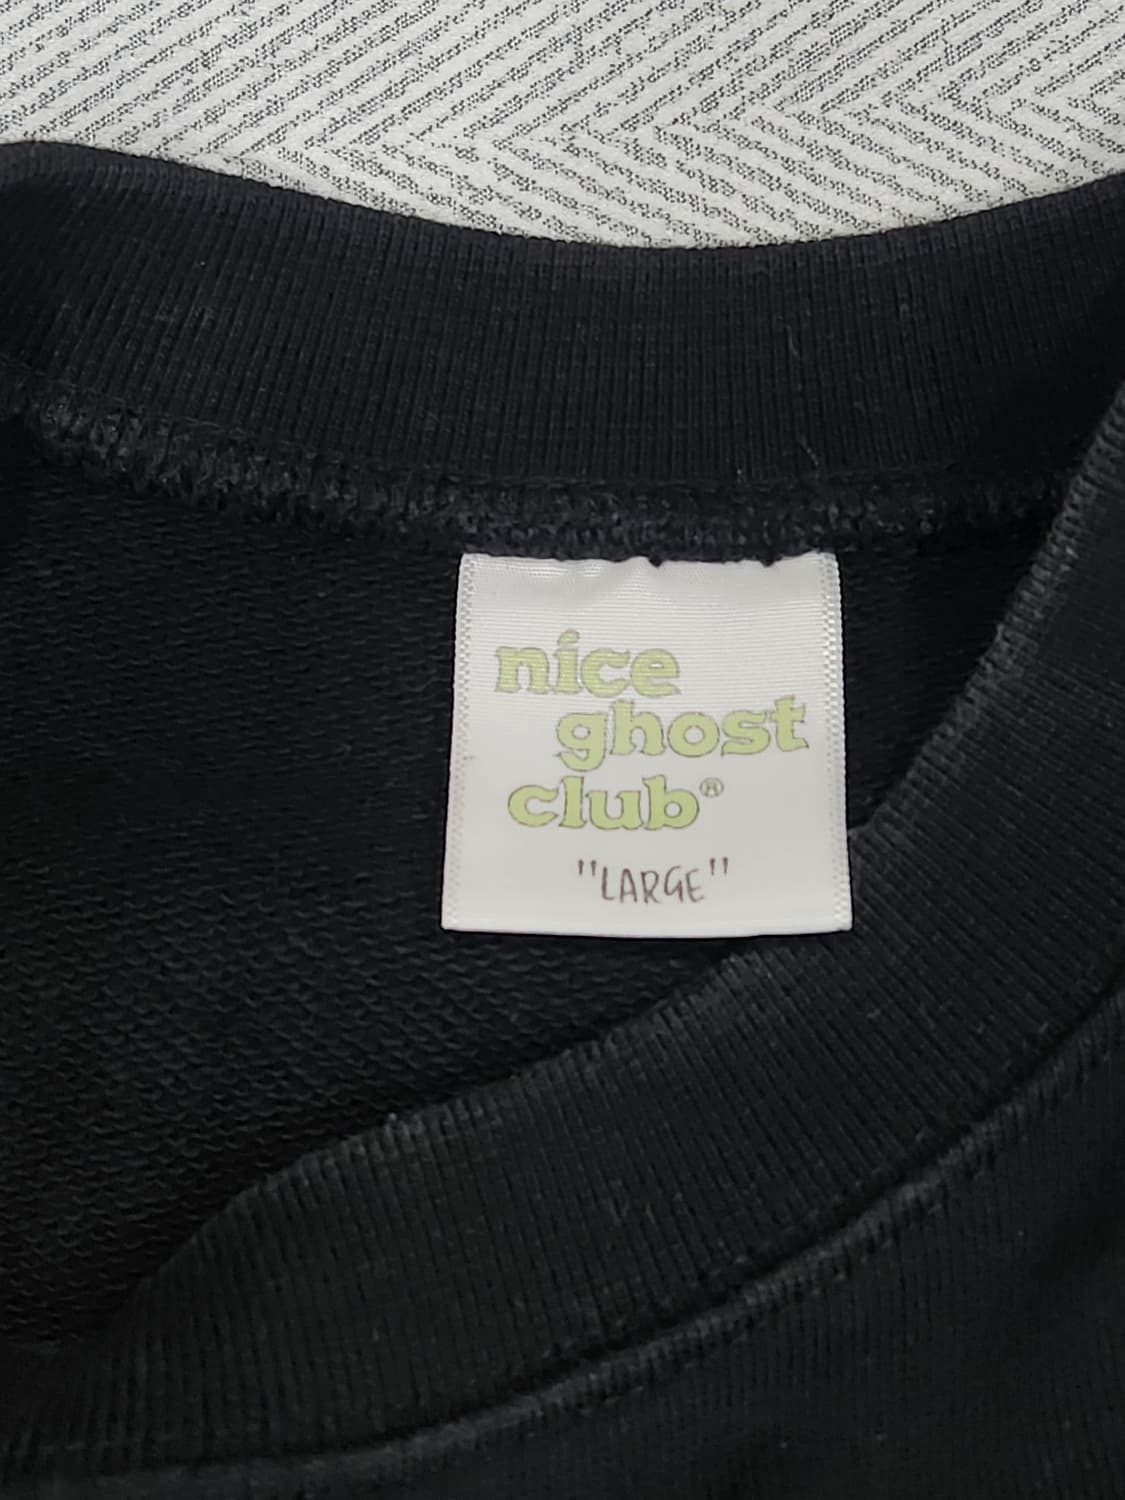 nice
ghost
club®
"LARGE"